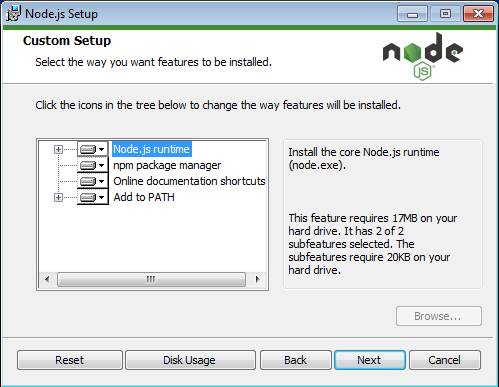 Node.js Setup
Custom Setup
Select the way you want features to be installed.
node
JS
Click the icons in the tree below to change the way features will be installed.
Node.js runtime
npm package manager
Online documentation shortcuts
Add to PATH
Install the core Node.js runtime
(node.exe).
This feature requires 17MB on your
hard drive. It has 2 of 2
subfeatures selected. The
subfeatures require 20KB on your
hard drive.
Browse...
Reset
Disk Usage
Back
Next
Cancel